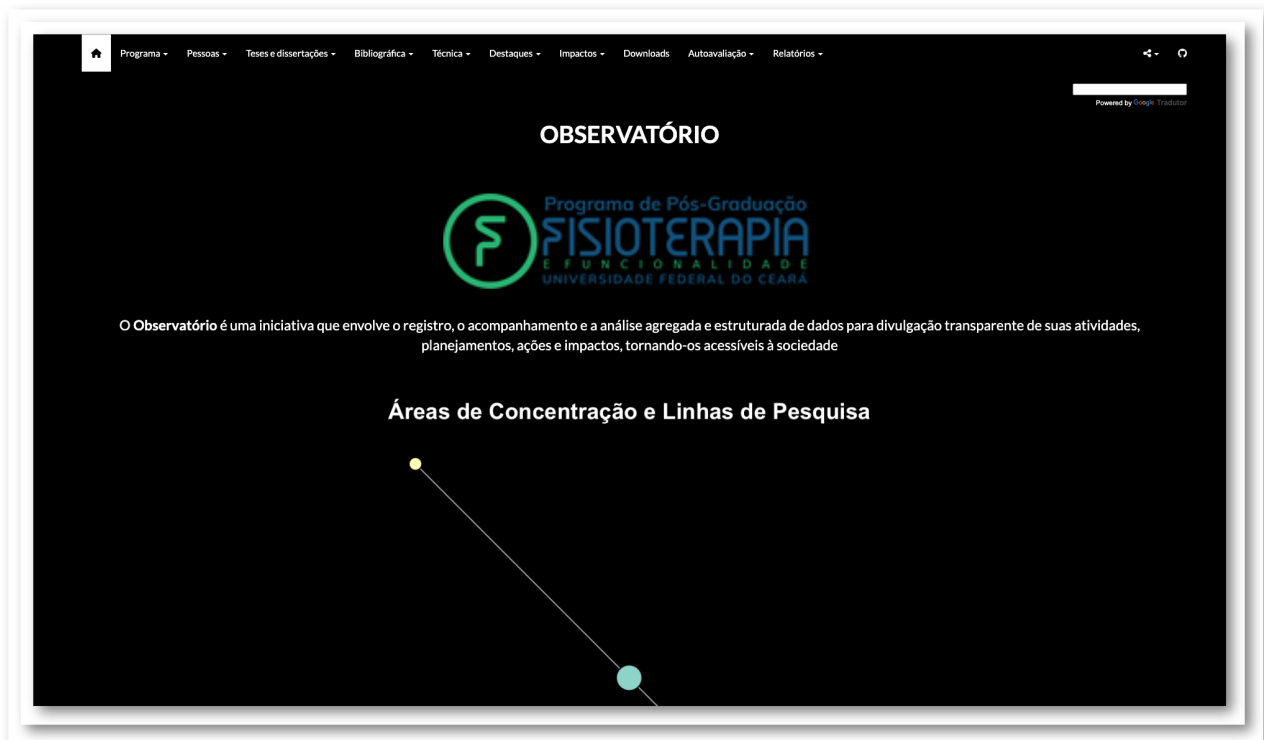 Programa Pessoas Teses e dissertações Bibliográfica Técnica Destaques Impactos Downloads Autoavaliação Relatórios
Powered by Google Tradutor
OBSERVATÓRIO
Programa de Pós-Graduação
FISIOTERAPIA
E FUNCIONALIDADE
UNIVERSIDADE FEDERAL DO CEARÁ
O Observatório é uma iniciativa que envolve o registro, o acompanhamento e a análise agregada e estruturada de dados para divulgação transparente de suas atividades,
planejamentos, ações e impactos, tornando-os acessíveis à sociedade
Áreas de Concentração e Linhas de Pesquisa